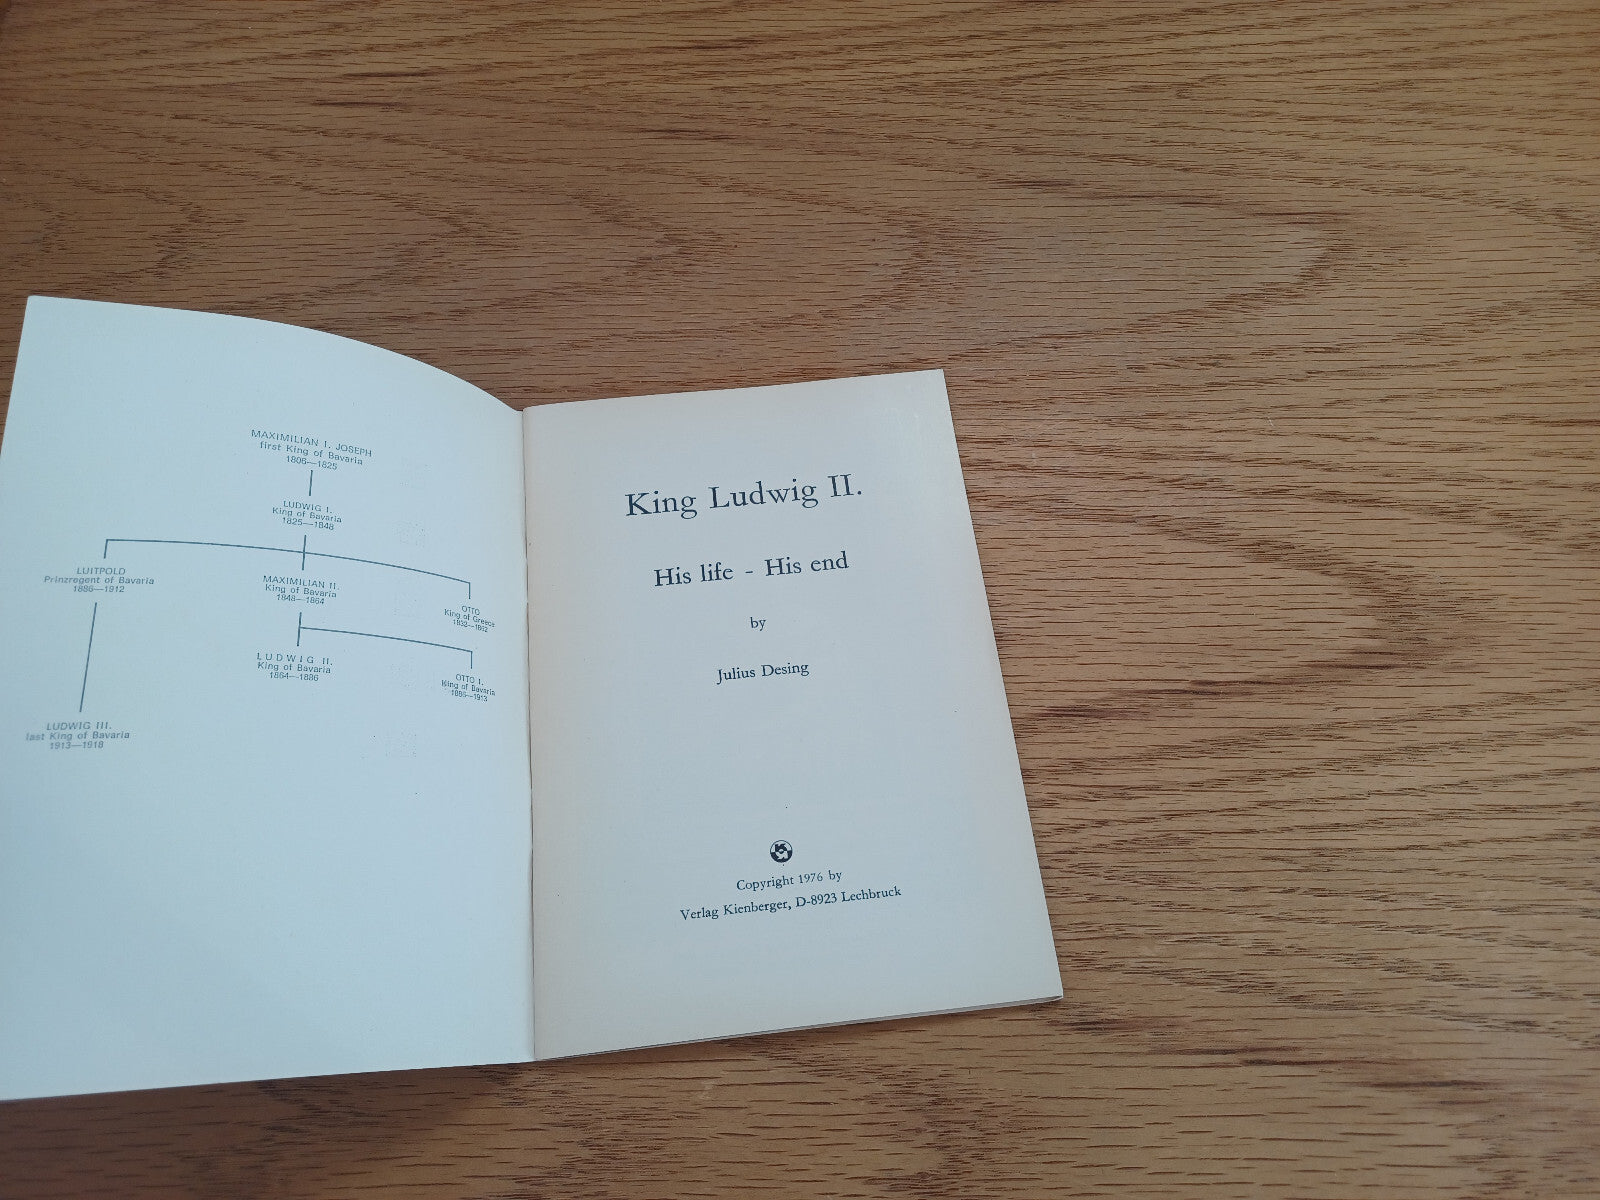 MAXIMILIAN I. JOSEPH
first King of Bavaria
1806—1825
LUDWIG I.
King of Bavaria
1825—1848
LUITPOLD
Prinzregent of Bavaria
1886—1912
MAXIMILIAN II.
King of Bavaria
1848—1864
OTTO
King of Greece
1832—1862
LUDWIG II.
King of Bavaria
1864—1886
OTTO I.
King of Bavaria
1886—1913
LUDWIG III.
last King of Bavaria
1913—1918
King Ludwig II.
His life - His end
by
Julius Desing
Copyright 1976 by
Verlag Kienberger, D-8923 Lechbruck